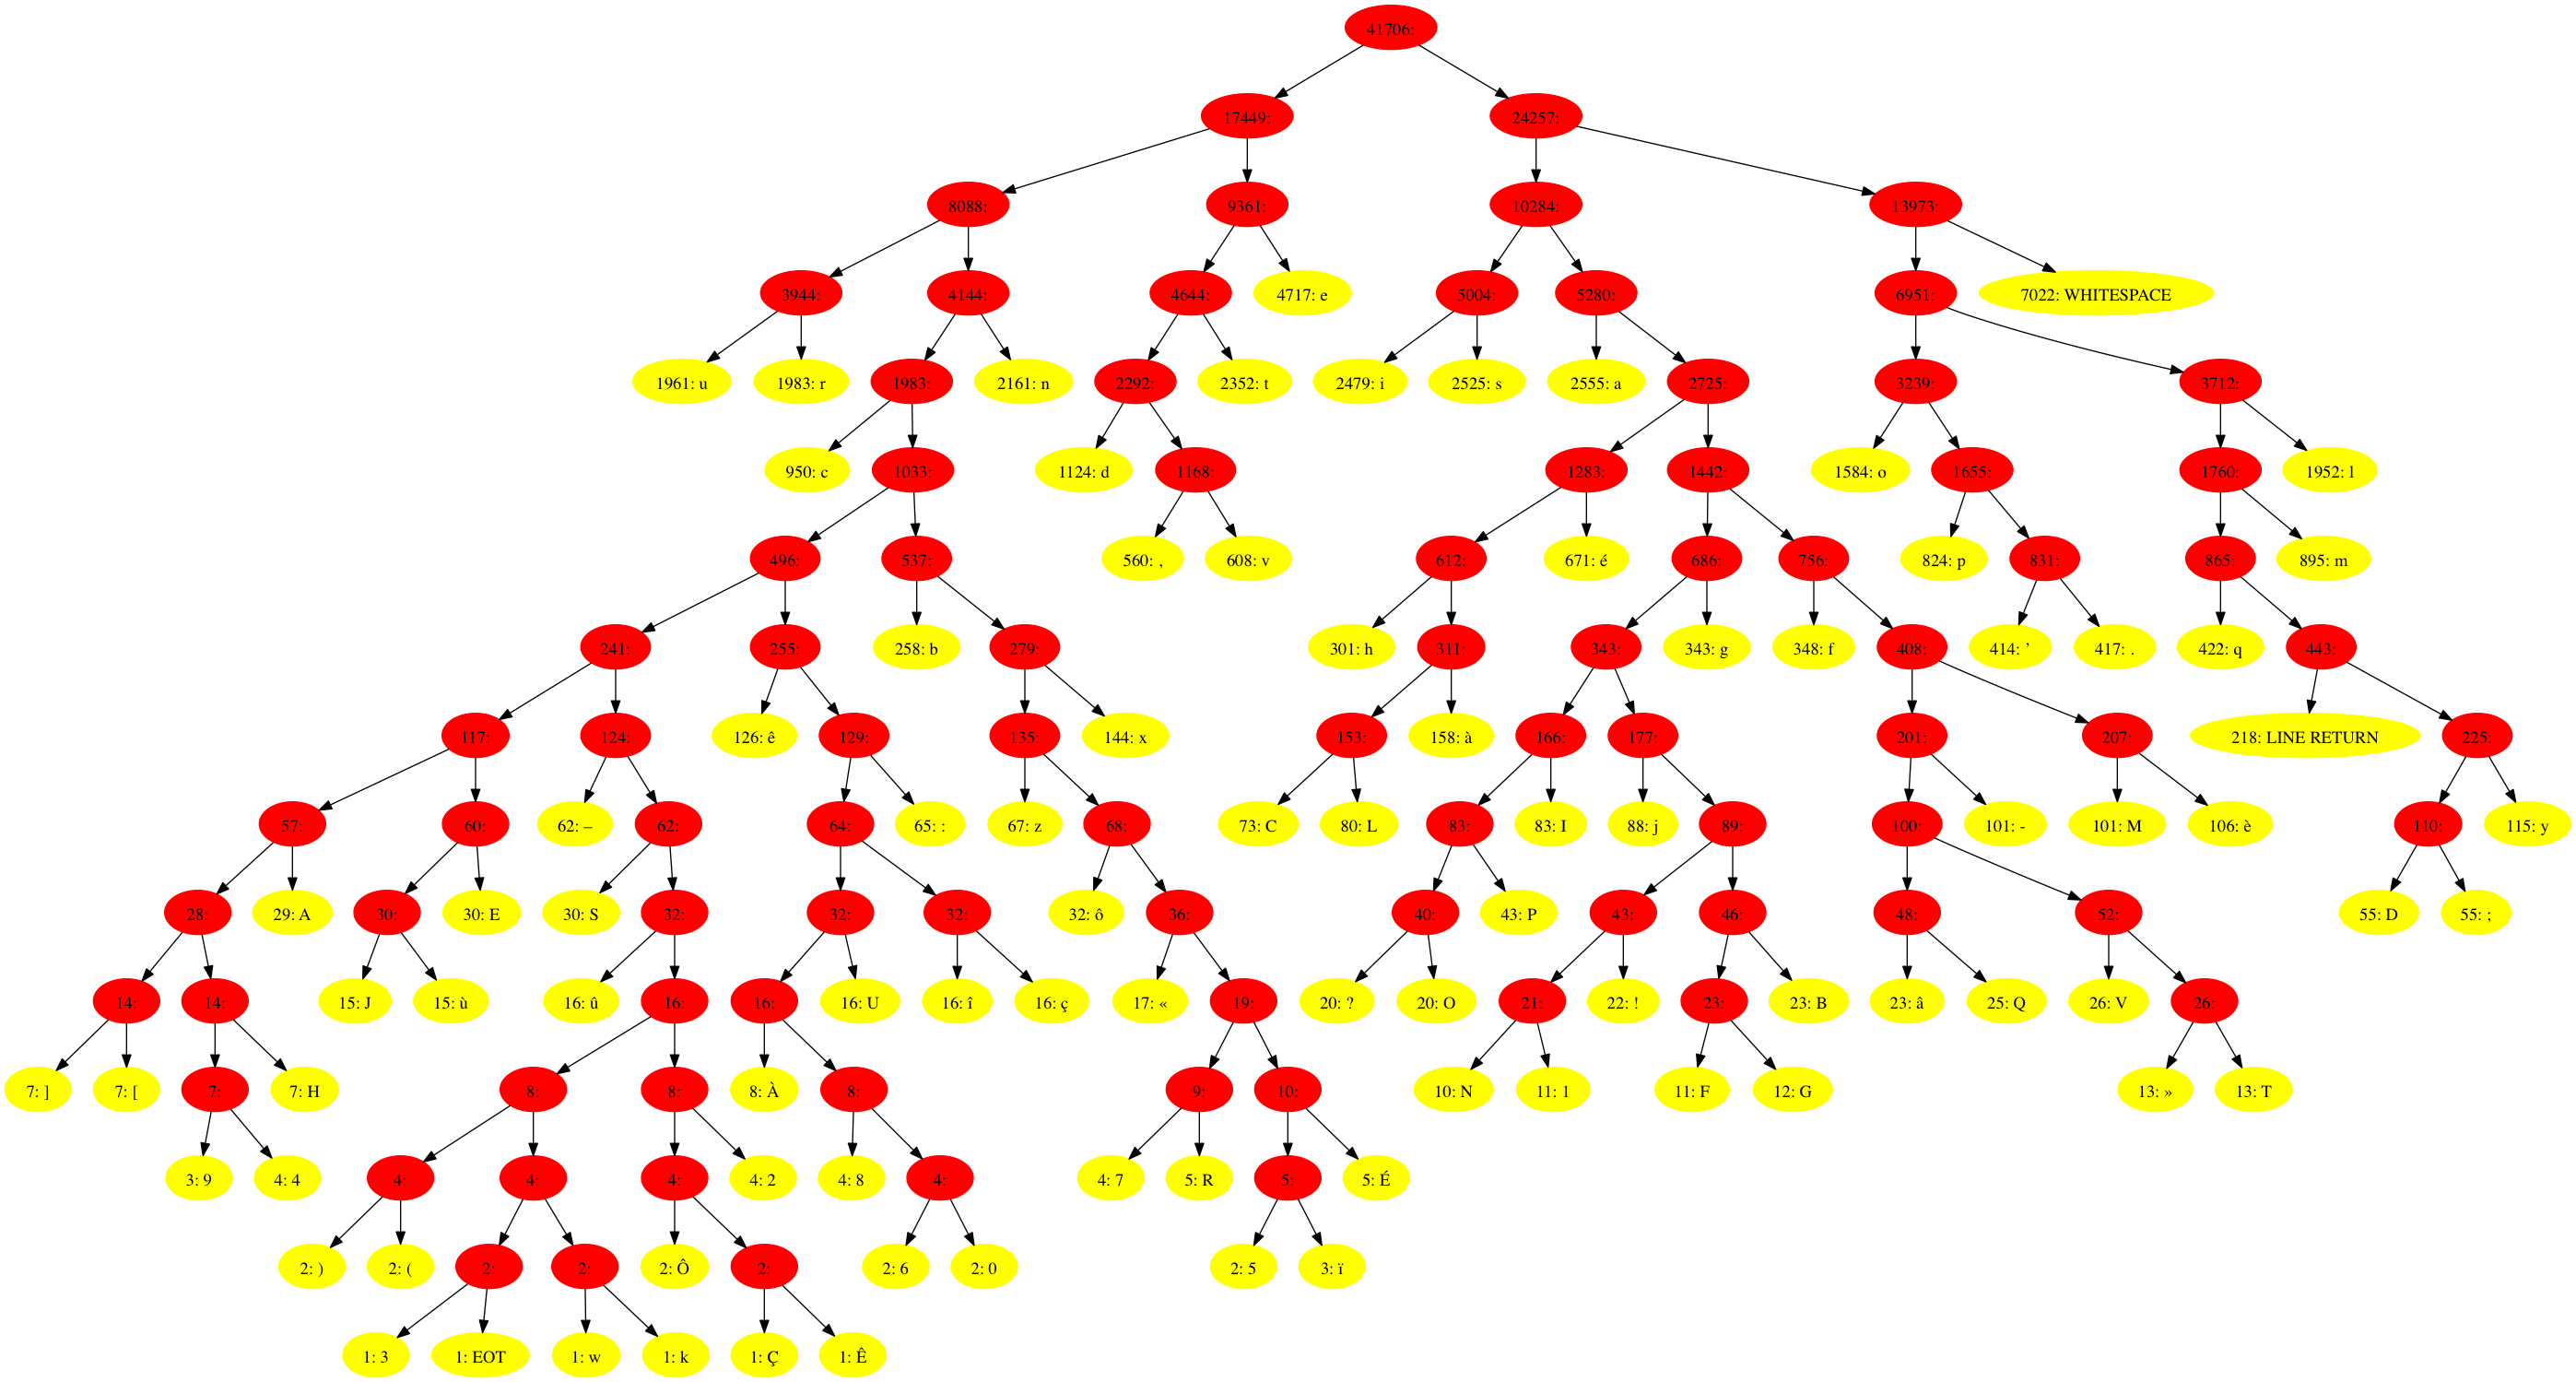 41706:
17449: 24257:
8088: 9361: 10284: 13973:
3944: 4144: 4644: 4717: e 5004: 5280: 6951: 7022: WHITESPACE
1961: u 1983: r 1983: 2161: n 2292: 2352: t 2479: i 2525: s 2555: a 2725: 3239: 3712:
950: c 1033: 1124: d 1168: 1283: 1442: 1584: o 1655: 1760: 1952: l
496: 537: 560: , 608: v 612: 671: é 686: 756: 824: p 831: 865: 895: m
241: 255: 258: b 279: 301: h 311: 343: 343: g 348: f 408: 414: ’ 417: . 422: q 443:
117: 124: 126: ê 129: 135: 144: x 153: 158: à 166: 177: 201: 207: 218: LINE RETURN 225:
57: 60: 62: – 62: 64: 65: : 67: z 68: 73: C 80: L 83: 83: I 88: j 89: 100: 101: - 101: M 106: è 110: 115: y
28: 29: A 30: 30: E 30: S 32: 32: 32: 32: ô 36: 40: 43: P 43: 46: 48: 52: 55: D 55: ;
14: 14: 15: J 15: ù 16: û 16: 16: 16: U 16: î 16: ç 17: « 19: 20: ? 20: O 21: 22: ! 23: 23: B 23: â 25: Q 26: V 26:
7: ] 7: [ 7: 7: H 8: 8: 8: À 8: 9: 10: 10: N 11: 1 11: F 12: G 13: » 13: T
3: 9 4: 4 4: 4: 4: 4: 2 4: 8 4: 4: 7 5: R 5: 5: É
2: ) 2: ( 2: 2: 2: Ô 2: 2: 6 2: 0 2: 5 3: ï
1: 3 1: EOT 1: w 1: k 1: Ç 1: Ê